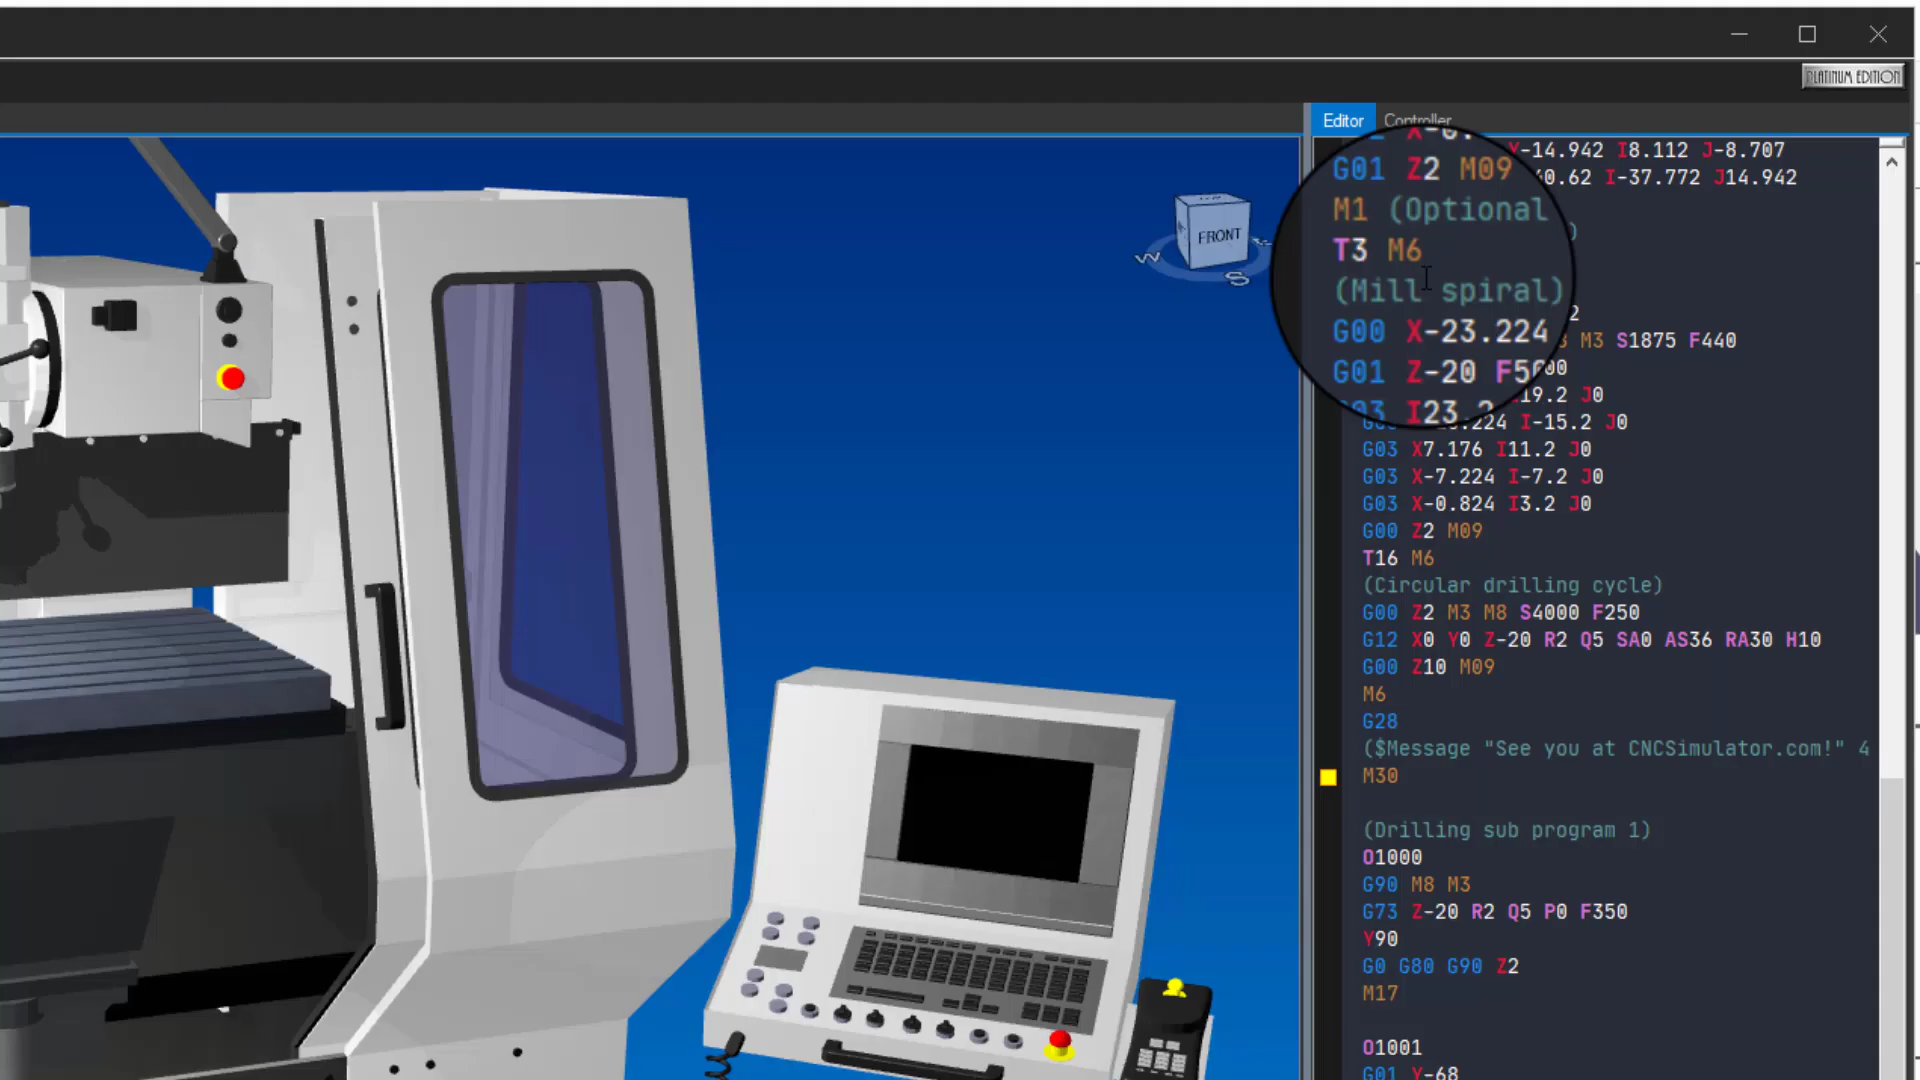 PLATINUM EDITION
Editor Controller
Y-14.942 I8.112 J-8.707
I-37.772 J14.942
G01 Z2 M09
M1 (Optional
T3 M6
(Mill spiral)
G00 X-23.224
M3 S1875 F440
G01 Z-20 F500
J0
I-15.2 J0
G03 X7.176 I11.2 J0
G03 X-7.224 I-7.2 J0
G03 X-0.824 I3.2 J0
G00 Z2 M09
T16 M6
(Circular drilling cycle)
G00 Z2 M3 M8 S4000 F250
G12 X0 Y0 Z-20 R2 Q5 SA0 AS36 RA30 H10
G00 Z10 M09
M6
G28
($Message "See you at CNCSimulator.com!" 4
M30
(Drilling sub program 1)
O1000
G90 M8 M3
G73 Z-20 R2 Q5 P0 F350
Y90
G0 G80 G90 Z2
M17
O1001
G01 Y-68
FRONT
W
S